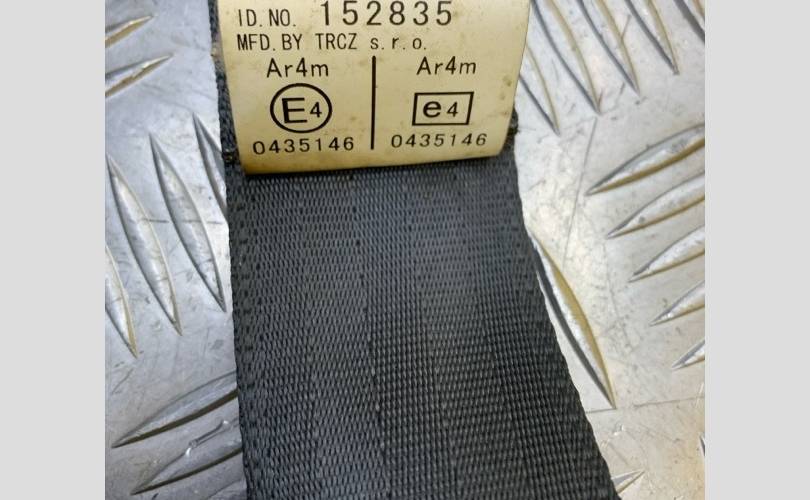 ID. NO. 152835
MFD. BY TRCZ s. r. o.
Ar4m Ar4m
E4 e4
0435146 0435146